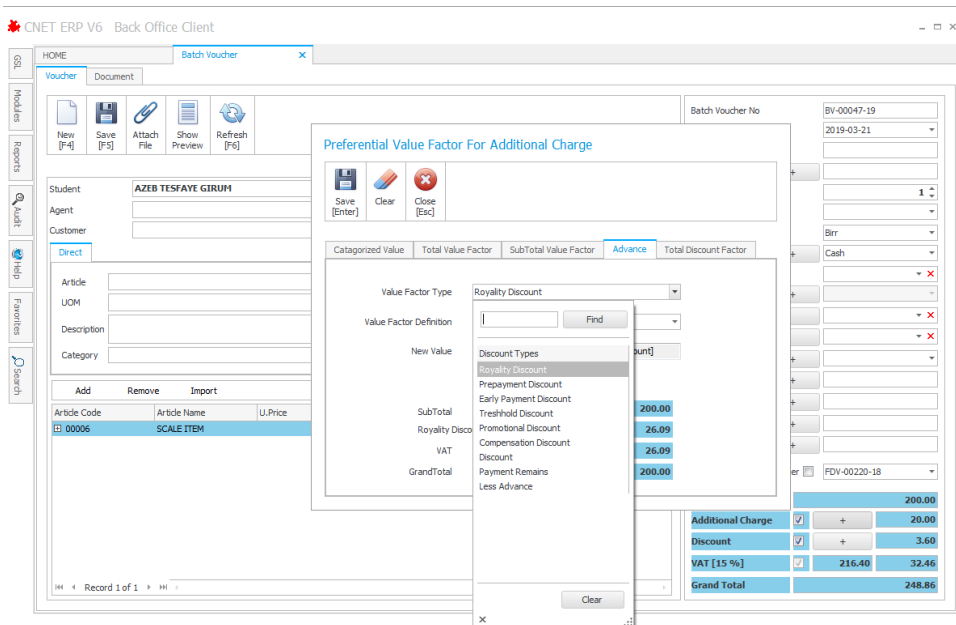 CNET ERP V6 Back Office Client
GSL
Modules
Reports
Audit
Help
Favorites
Search
HOME
Batch Voucher
Voucher
Document
New [F4]
Save [F5]
Attach File
Show Preview
Refresh [F6]
Student
AZEB TESFAYE GIRUM
Agent
Customer
Direct
Article
UOM
Description
Category
Add Remove Import
Article Code Article Name U.Price
00006 SCALE ITEM
Record 1 of 1
Preferential Value Factor For Additional Charge
Save [Enter]
Clear
Close [Esc]
Catagorized Value
Total Value Factor
SubTotal Value Factor
Advance
Total Discount Factor
Value Factor Type
Royality Discount
Value Factor Definition
New Value
ount]
SubTotal 200.00
Royality Disco 26.09
VAT 26.09
GrandTotal 200.00
Find
Discount Types
Royality Discount
Prepayment Discount
Early Payment Discount
Treshhold Discount
Promotional Discount
Compensation Discount
Discount
Payment Remains
Less Advance
Clear
Batch Voucher No BV-00047-19
2019-03-21
+
1
Birr
+ Cash
+
+
+
+
+
+
er FDV-00220-18
200.00
Additional Charge + 20.00
Discount + 3.60
VAT [15 %] 216.40 32.46
Grand Total 248.86